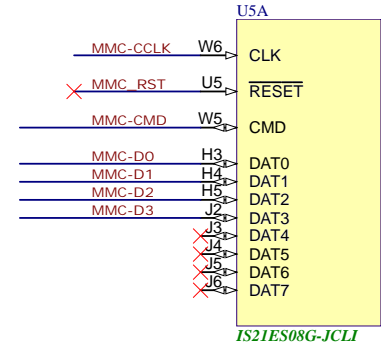 U5A
MMC-CCLK W6 CLK
MMC_RST U5 RESET
MMC-CMD W5 CMD
MMC-D0 H3 DAT0
MMC-D1 H4 DAT1
MMC-D2 H5 DAT2
MMC-D3 J2 DAT3
J3 DAT4
J4 DAT5
J5 DAT6
J6 DAT7
IS21ES08G-JCLI